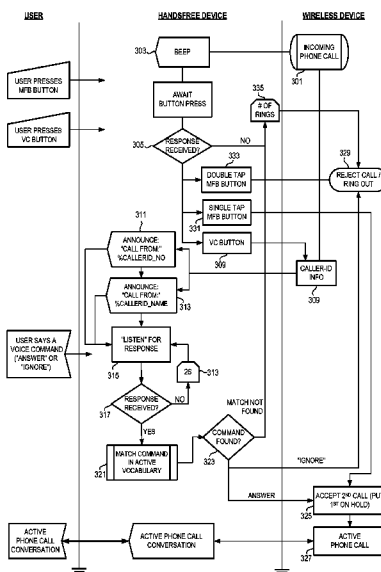 USER
HANDSFREE DEVICE
WIRELESS DEVICE
303
BEEP
INCOMING
PHONE CALL
301
USER PRESSES
MFB BUTTON
AWAIT
BUTTON PRESS
335
# OF
RINGS
USER PRESSES
VC BUTTON
305
RESPONSE
RECEIVED?
NO
329
333
DOUBLE TAP
MFB BUTTON
REJECT CALL /
RING OUT
311
331
SINGLE TAP
MFB BUTTON
ANNOUNCE:
"CALL FROM:"
%CALLERID_NO
VC BUTTON
309
CALLER-ID
INFO
309
ANNOUNCE:
"CALL FROM:"
%CALLERID_NAME
313
USER SAYS A
VOICE COMMAND
("ANSWER" OR
"IGNORE")
"LISTEN" FOR
RESPONSE
315
26
313
MATCH NOT
FOUND
317
RESPONSE
RECEIVED?
NO
YES
COMMAND
FOUND?
323
321
MATCH COMMAND
IN ACTIVE
VOCABULARY
"IGNORE"
ANSWER
ACCEPT 2ND CALL (PUT
1ST ON HOLD)
325
ACTIVE
PHONE CALL
CONVERSATION
ACTIVE PHONE CALL
CONVERSATION
ACTIVE
PHONE CALL
327